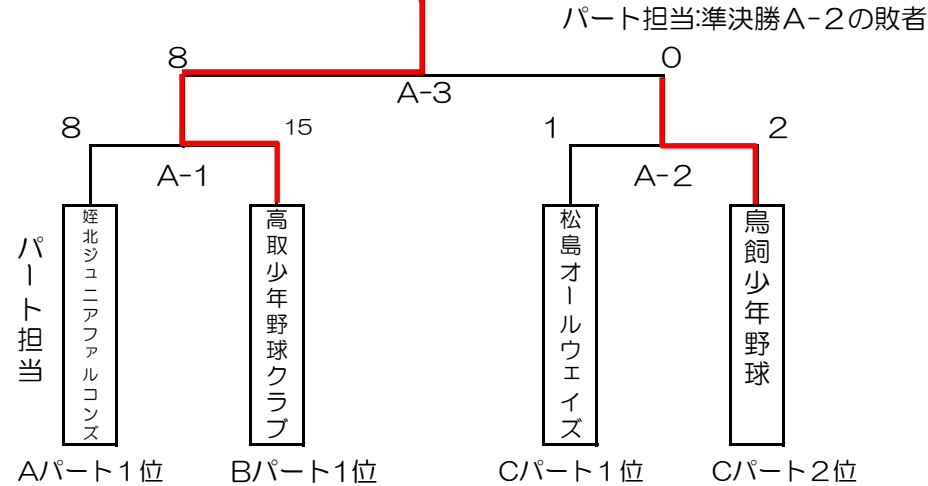 パート担当:準決勝A-2の敗者
8
0
A-3
8
15
1
2
A-1
A-2
パート担当
姪北ジュニアファルコンズ
高取少年野球クラブ
松島オールウェイズ
鳥飼少年野球
Aパート1位
Bパート1位
Cパート1位
Cパート2位